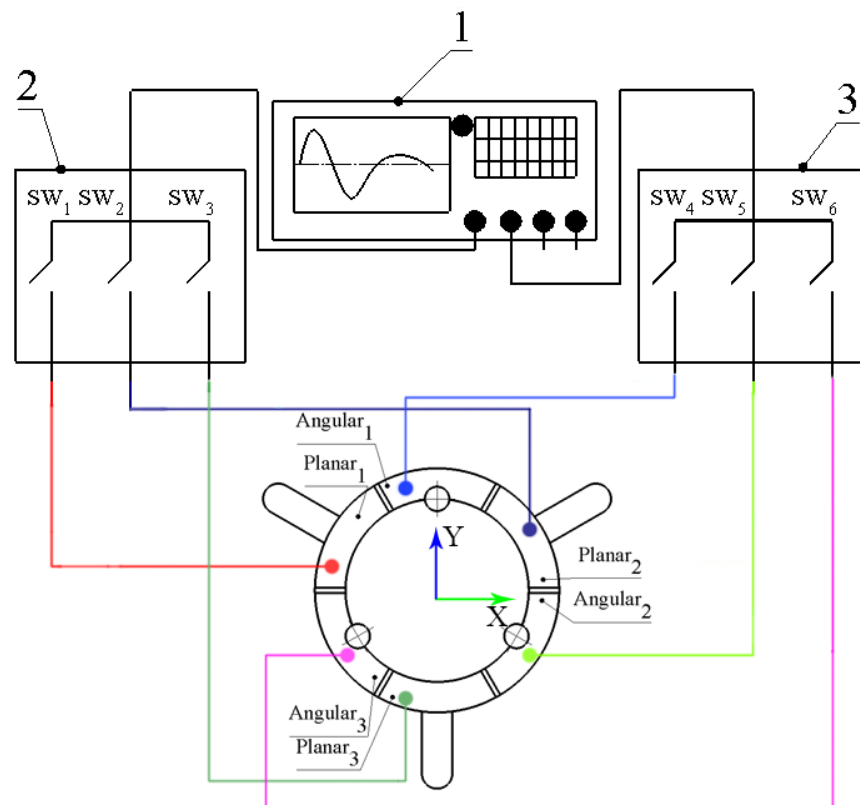 1
2
3
SW1 SW2 SW3
SW4 SW5 SW6
Angular1
Planar1
Y
X
Planar2
Angular2
Angular3
Planar3